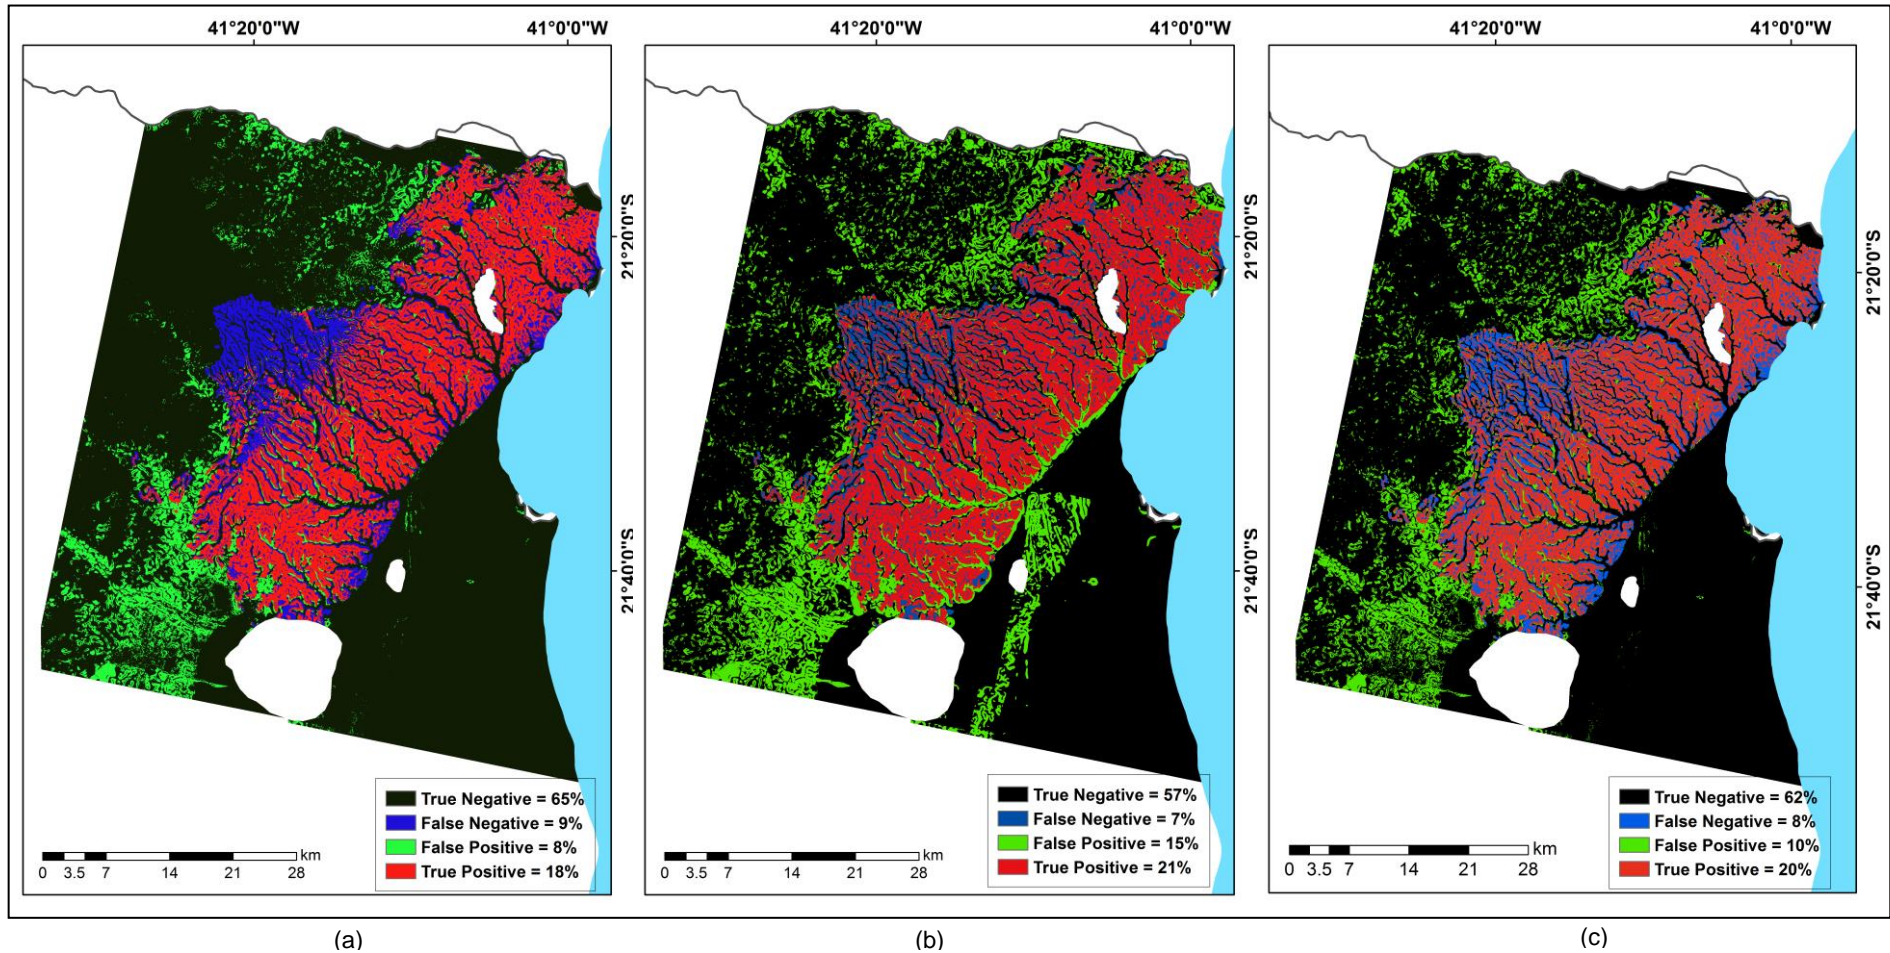 41°20'0"W 41°0'0"W
21°20'0"S
21°40'0"S
True Negative = 65%
False Negative = 9%
False Positive = 8%
True Positive = 18%
km
0 3.5 7 14 21 28
(a)
41°20'0"W 41°0'0"W
21°20'0"S
21°40'0"S
True Negative = 57%
False Negative = 7%
False Positive = 15%
True Positive = 21%
km
0 3.5 7 14 21 28
(b)
41°20'0"W 41°0'0"W
21°20'0"S
21°40'0"S
True Negative = 62%
False Negative = 8%
False Positive = 10%
True Positive = 20%
km
0 3.5 7 14 21 28
(c)